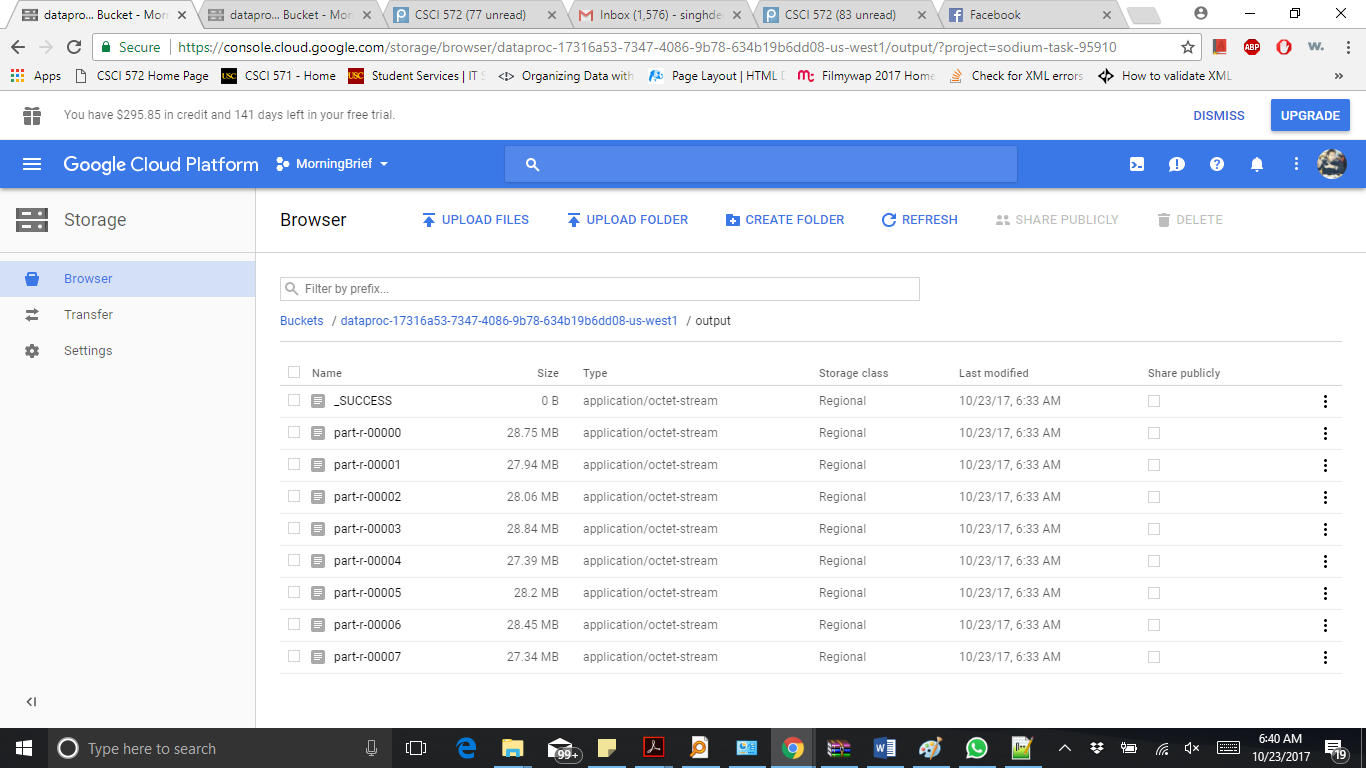 datapro... Bucket - Morn
datapro... Bucket - Morn
CSCI 572 (77 unread)
Inbox (1,576) - singhde
CSCI 572 (83 unread)
Facebook
Secure https://console.cloud.google.com/storage/browser/dataproc-17316a53-7347-4086-9b78-634b19b6dd08-us-west1/output/?project=sodium-task-95910
ABP
W.
Apps CSCI 572 Home Page USC CSCI 571 - Home USC Student Services | IT S Organizing Data with Page Layout | HTML D Filmywap 2017 Home Check for XML errors How to validate XML »
You have $295.85 in credit and 141 days left in your free trial. DISMISS UPGRADE
Google Cloud Platform MorningBrief
Storage
Browser
Transfer
Settings
Browser UPLOAD FILES UPLOAD FOLDER CREATE FOLDER REFRESH SHARE PUBLICLY DELETE
Filter by prefix...
Buckets / dataproc-17316a53-7347-4086-9b78-634b19b6dd08-us-west1 / output
Name Size Type Storage class Last modified Share publicly
_SUCCESS 0 B application/octet-stream Regional 10/23/17, 6:33 AM
part-r-00000 28.75 MB application/octet-stream Regional 10/23/17, 6:33 AM
part-r-00001 27.94 MB application/octet-stream Regional 10/23/17, 6:33 AM
part-r-00002 28.06 MB application/octet-stream Regional 10/23/17, 6:33 AM
part-r-00003 28.84 MB application/octet-stream Regional 10/23/17, 6:33 AM
part-r-00004 27.39 MB application/octet-stream Regional 10/23/17, 6:33 AM
part-r-00005 28.2 MB application/octet-stream Regional 10/23/17, 6:33 AM
part-r-00006 28.45 MB application/octet-stream Regional 10/23/17, 6:33 AM
part-r-00007 27.34 MB application/octet-stream Regional 10/23/17, 6:33 AM
Type here to search
99+
6:40 AM
10/23/2017
19